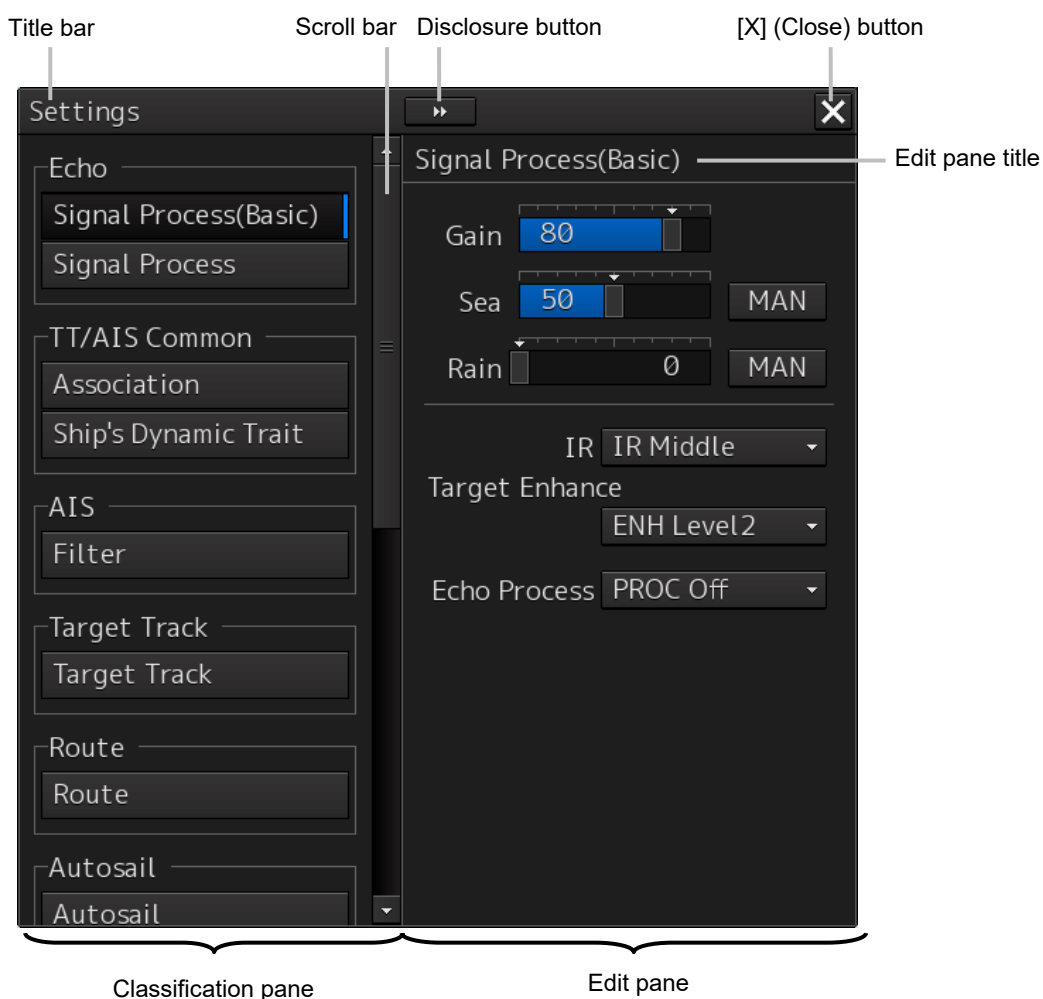 Title bar
Scroll bar
Disclosure button
[X] (Close) button
Settings
Echo
Signal Process(Basic)
Signal Process
TT/AIS Common
Association
Ship's Dynamic Trait
AIS
Filter
Target Track
Target Track
Route
Route
Autosail
Autosail
Signal Process(Basic)
Edit pane title
Gain 80
Sea 50 MAN
Rain 0 MAN
IR IR Middle
Target Enhance
ENH Level2
Echo Process PROC Off
Classification pane
Edit pane